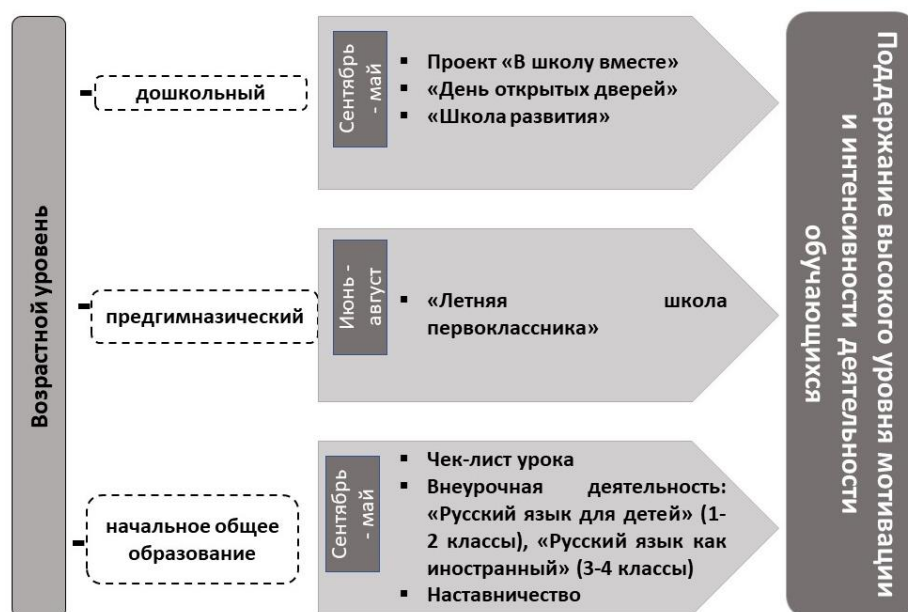 Возрастной уровень
дошкольный
Сентябрь
- май
▪ Проект «В школу вместе»
▪ «День открытых дверей»
▪ «Школа развития»
предгимназический
Июнь -
август
▪ «Летняя школа
первоклассника»
начальное общее
образование
Сентябрь
- май
▪ Чек-лист урока
▪ Внеурочная деятельность:
«Русский язык для детей» (1-
2 классы), «Русский язык как
иностранный» (3-4 классы)
▪ Наставничество
Поддержание высокого уровня мотивации
и интенсивности деятельности
обучающихся